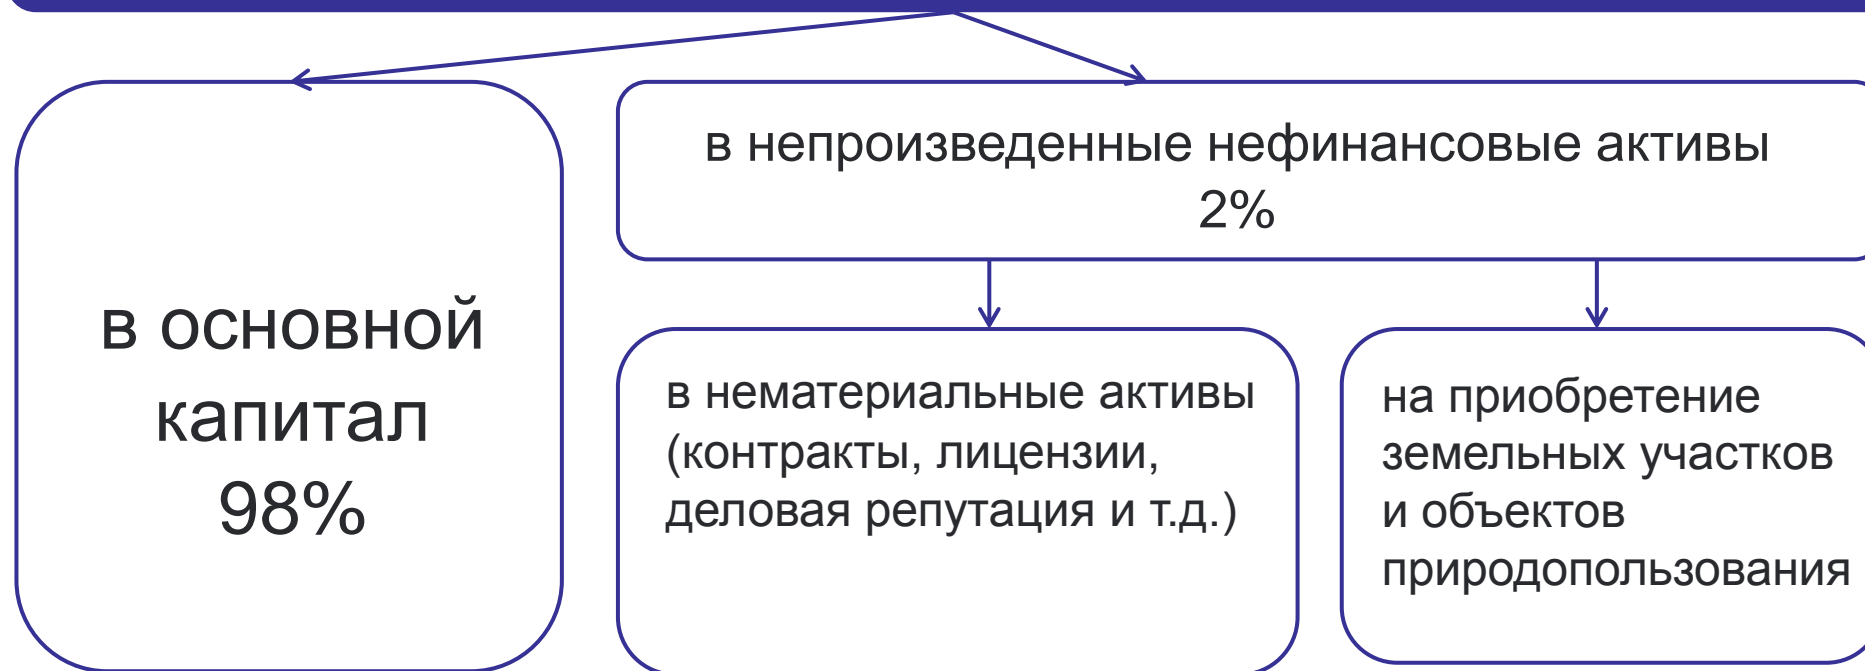 в непроизведенные нефинансовые активы
2%
в основной
капитал
98%
в нематериальные активы
(контракты, лицензии,
деловая репутация и т.д.)
на приобретение
земельных участков
и объектов
природопользования